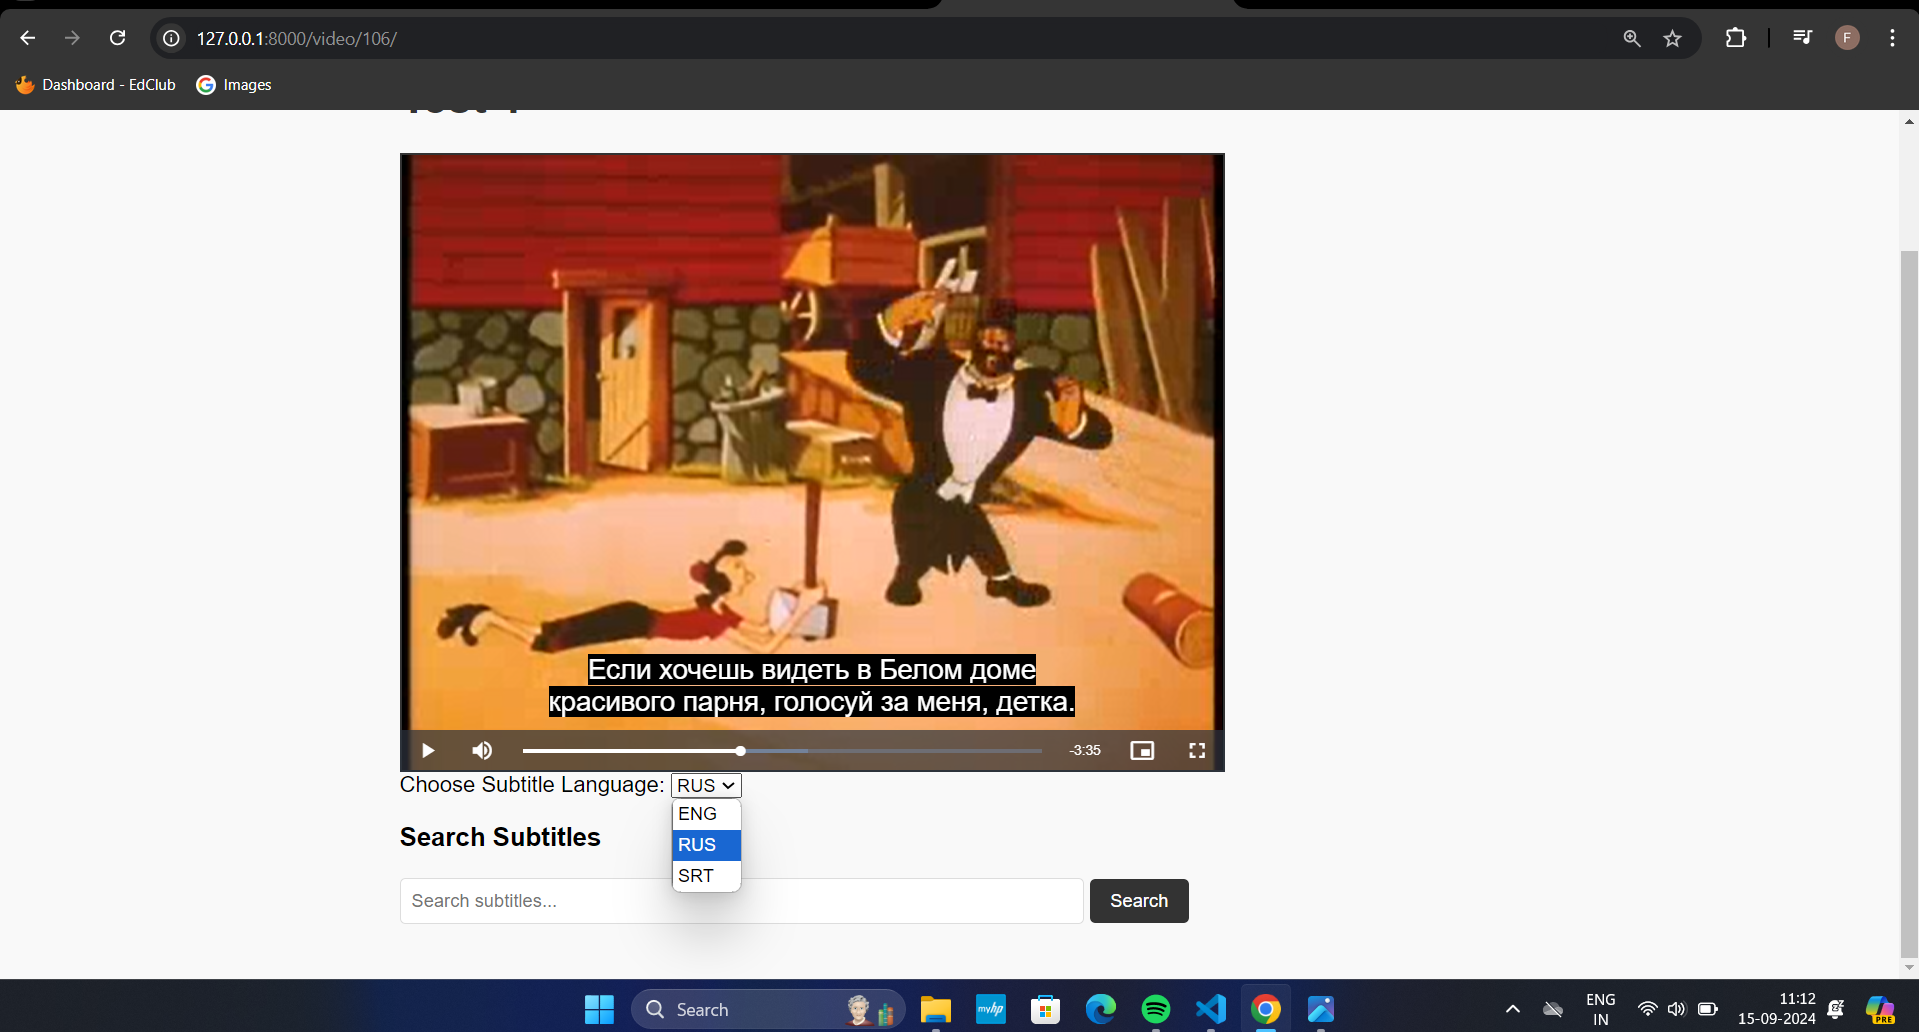 127.0.0.1:8000/video/106/
F
Dashboard - EdClub
Images
Если хочешь видеть в Белом доме
красивого парня, голосуй за меня, детка.
-3:35
Choose Subtitle Language: RUS
ENG
RUS
SRT
Search Subtitles
Search subtitles...
Search
Search
myhp
ENG
IN
11:12
15-09-2024
PRE